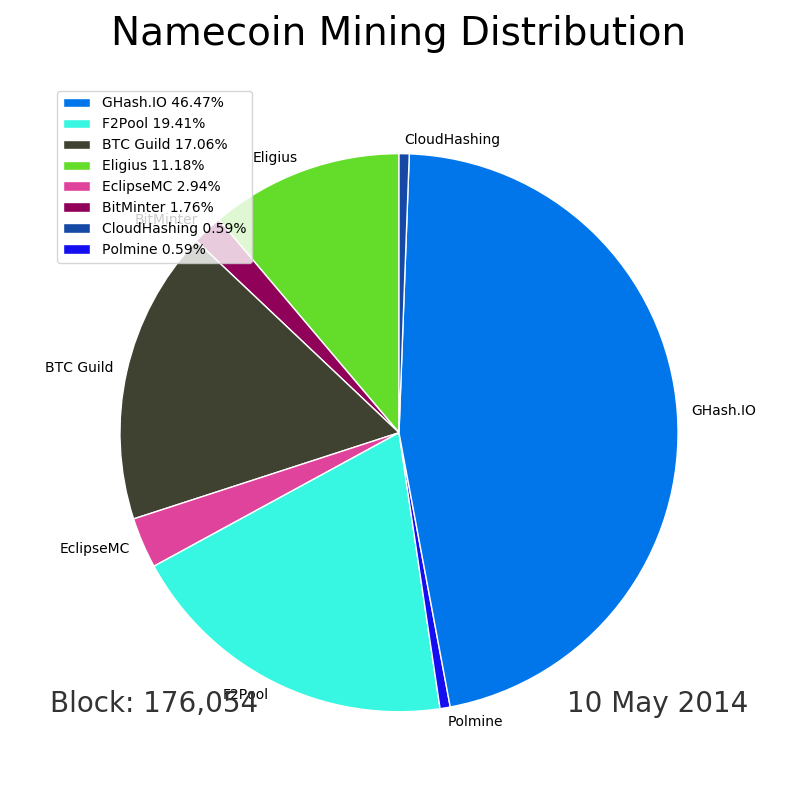 Namecoin Mining Distribution
GHash.IO 46.47%
F2Pool 19.41%
BTC Guild 17.06%
Eligius 11.18%
EclipseMC 2.94%
BitMinter 1.76%
CloudHashing 0.59%
Polmine 0.59%
CloudHashing
Eligius
BitMinter
BTC Guild
GHash.IO
EclipseMC
F2Pool
Block: 176,054
10 May 2014
Polmine